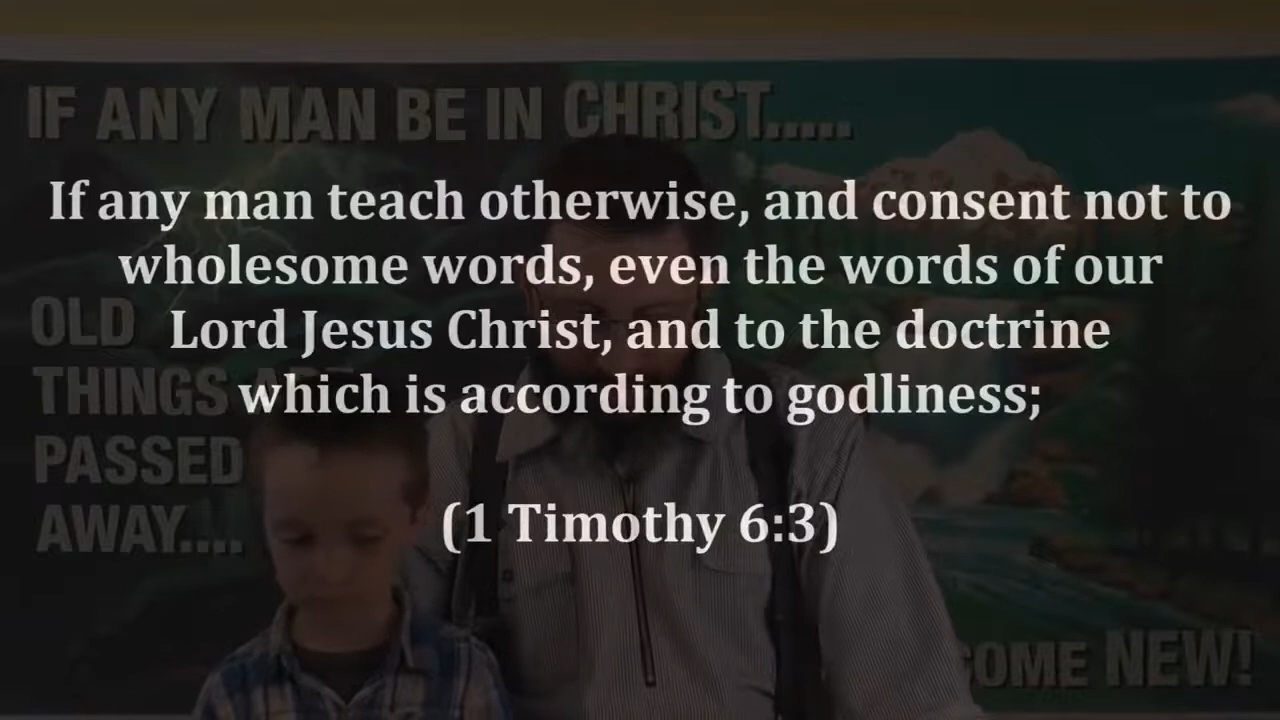 IF ANY MAN BE IN CHRIST.....
If any man teach otherwise, and consent not to
wholesome words, even the words of our
Lord Jesus Christ, and to the doctrine
which is according to godliness;
(1 Timothy 6:3)
OLD
THINGS
PASSED
AWAY....
COME NEW!